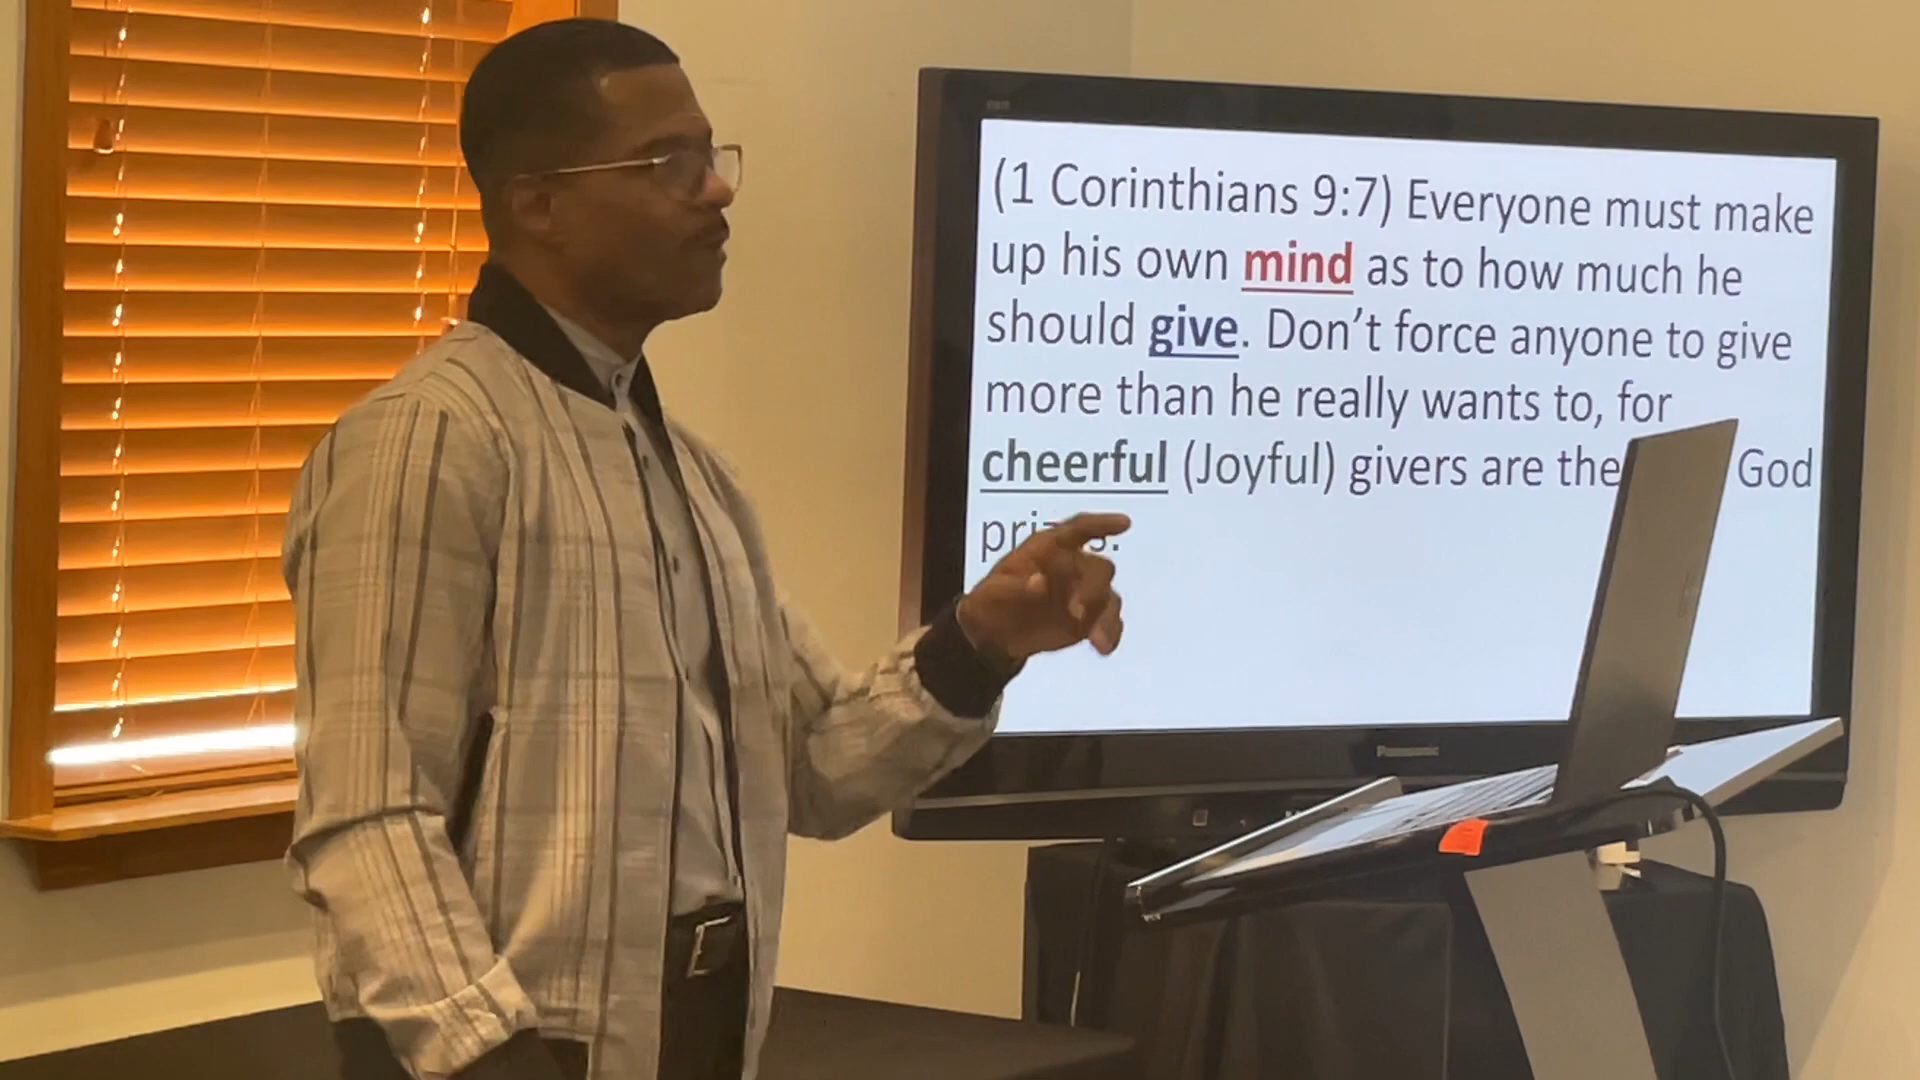 (1 Corinthians 9:7) Everyone must make
up his own mind as to how much he
should give. Don't force anyone to give
more than he really wants to, for
cheerful (Joyful) givers are the God
Panasonic